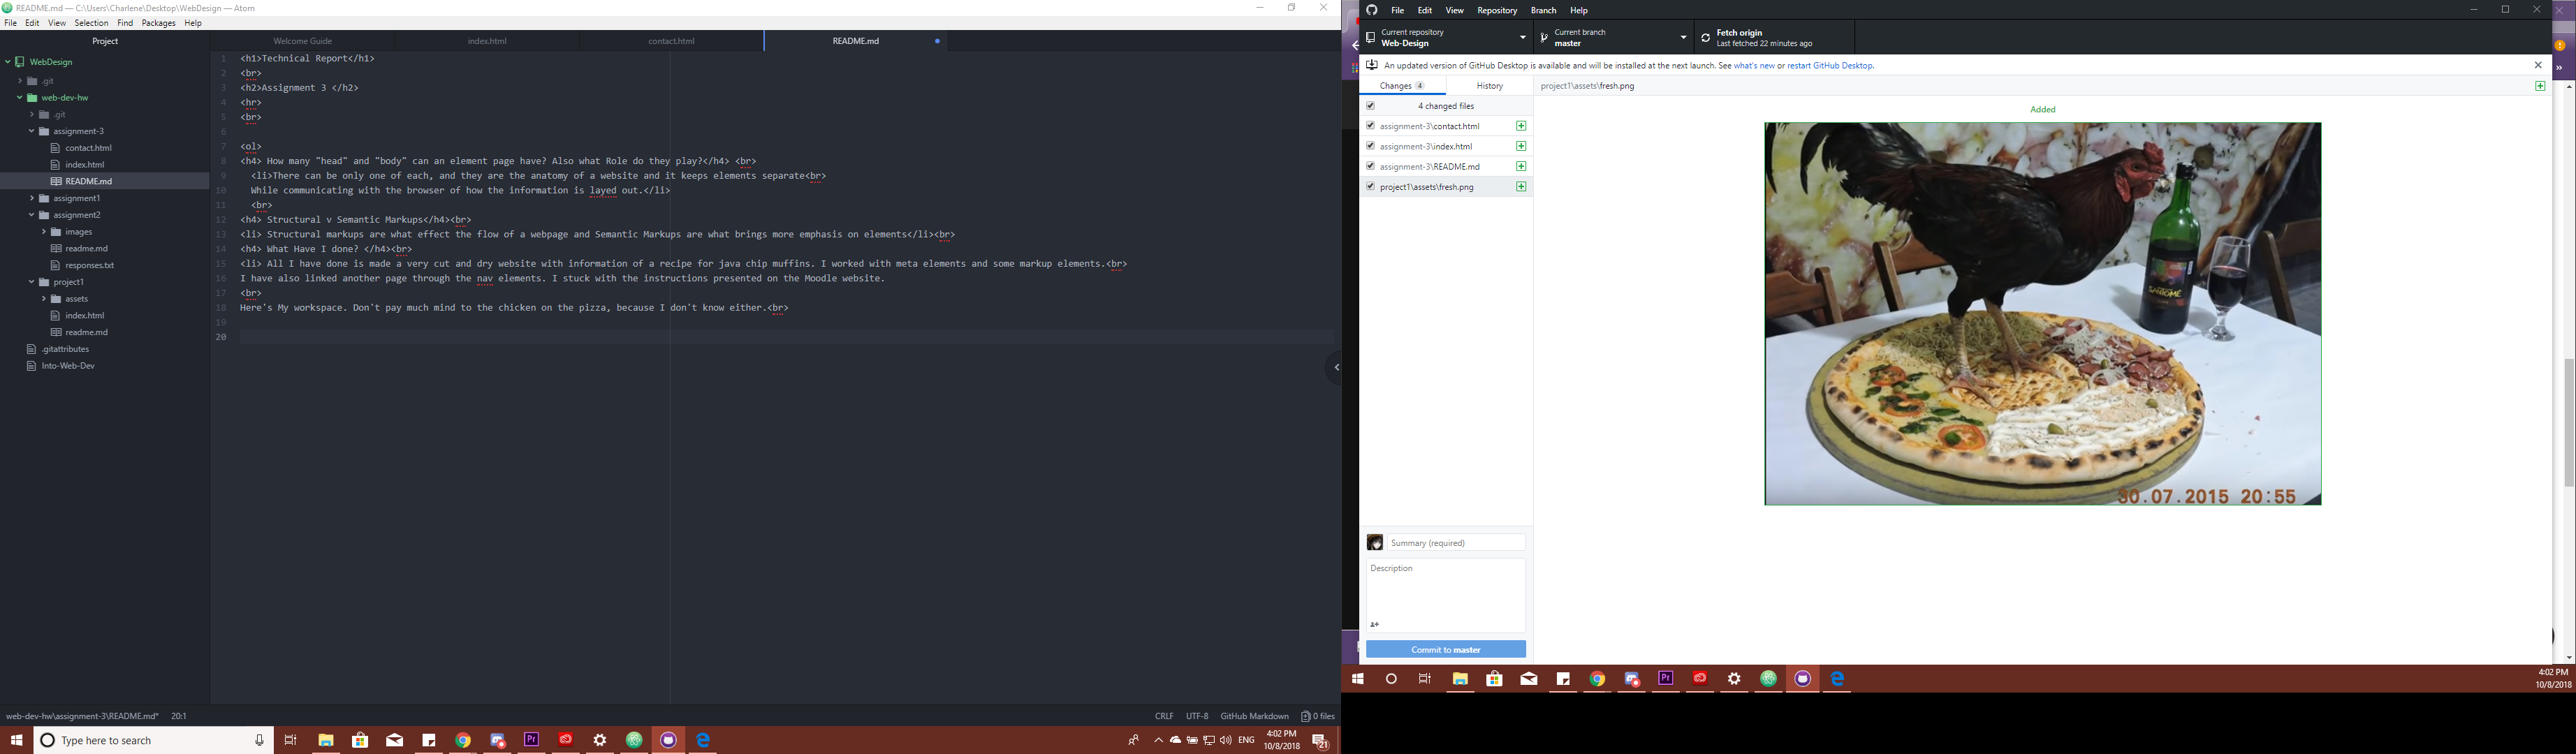 README.md — C:\Users\Charlene\Desktop\WebDesign — Atom
File Edit View Selection Find Packages Help
Project
WebDesign
.git
web-dev-hw
.git
assignment-3
contact.html
index.html
README.md
assignment1
assignment2
images
readme.md
responses.txt
project1
assets
index.html
readme.md
.gitattributes
Into-Web-Dev
Welcome Guide index.html contact.html README.md
1 <h1>Technical Report</h1>
2 <br>
3 <h2>Assignment 3 </h2>
4 <hr>
5 <br>
6
7 <ol>
8 <h4> How many "head" and "body" can an element page have? Also what Role do they play?</h4> <br>
9 <li>There can be only one of each, and they are the anatomy of a website and it keeps elements separate<br>
10 While communicating with the browser of how the information is layed out.</li>
11 <br>
12 <h4> Structural v Semantic Markups</h4><br>
13 <li> Structural markups are what effect the flow of a webpage and Semantic Markups are what brings more emphasis on elements</li><br>
14 <h4> What Have I done? </h4><br>
15 <li> All I have done is made a very cut and dry website with information of a recipe for java chip muffins. I worked with meta elements and some markup elements.<br>
16 I have also linked another page through the nav elements. I stuck with the instructions presented on the Moodle website.
17 <br>
18 Here's My workspace. Don't pay much mind to the chicken on the pizza, because I don't know either.<br>
19
20
web-dev-hw\assignment-3\README.md* 20:1
CRLF UTF-8 GitHub Markdown 0 files
Type here to search
Pr
ENG
4:02 PM
10/8/2018
21
File Edit View Repository Branch Help
Current repository
Web-Design
Current branch
master
Fetch origin
Last fetched 22 minutes ago
An updated version of GitHub Desktop is available and will be installed at the next launch. See what's new or restart GitHub Desktop.
Changes 4 History
project1\assets\fresh.png
4 changed files
assignment-3\contact.html
assignment-3\index.html
assignment-3\README.md
project1\assets\fresh.png
Added
30.07.2015 20:55
Summary (required)
Description
Commit to master
Pr
4:02 PM
10/8/2018